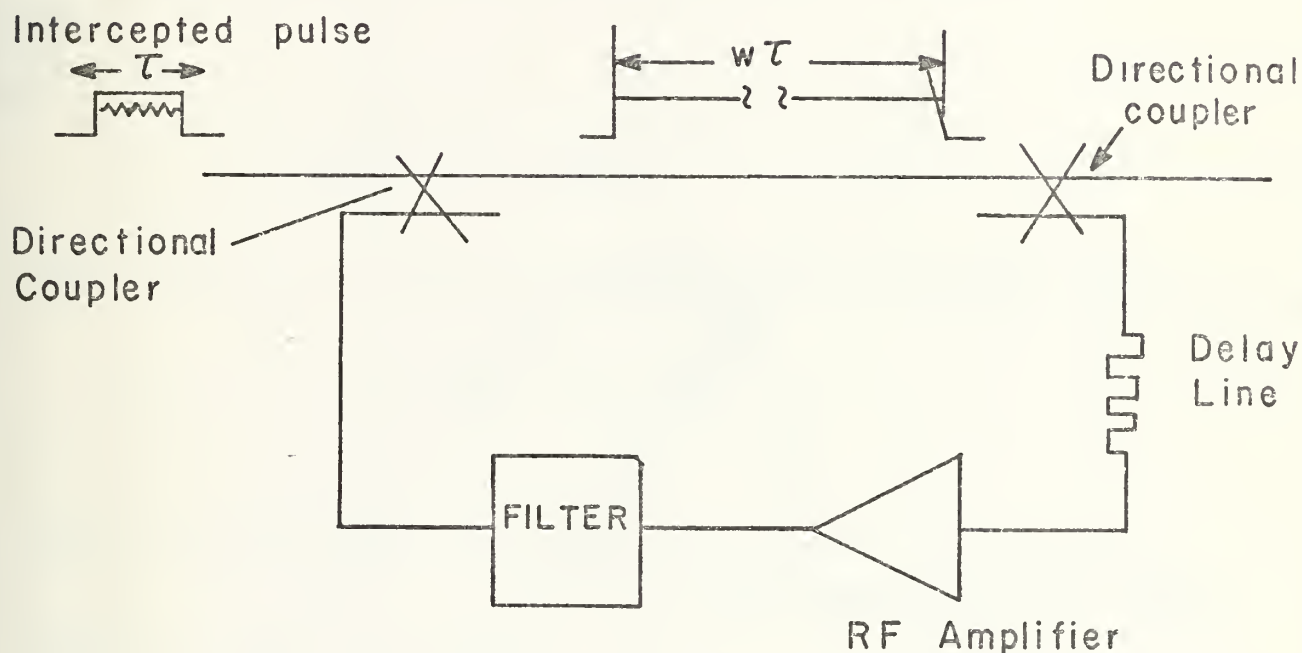 Intercepted pulse
τ
wτ
Directional
coupler
Directional
Coupler
Delay
Line
FILTER
RF Amplifier